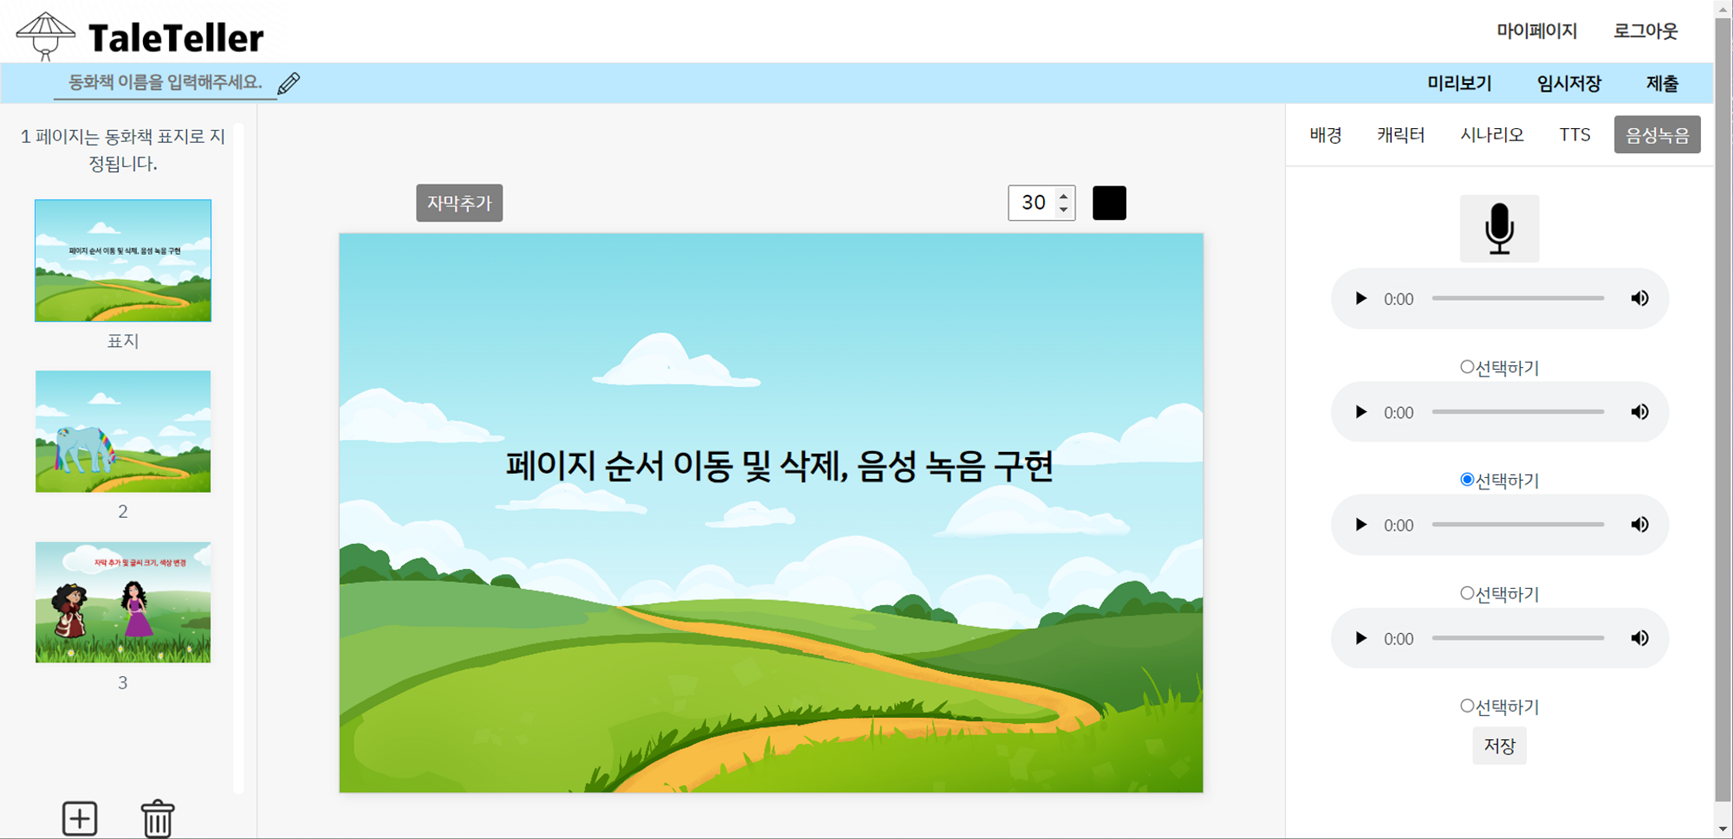 TaleTeller
마이페이지 로그아웃
동화책 이름을 입력해주세요.
미리보기 임시저장 제출
1 페이지는 동화책 표지로 지
정됩니다.
페이지 순서 이동 및 삭제, 음성 녹음 구현
표지
2
자막 추가 및 글씨 크기, 색상 변경
3
자막추가
30
페이지 순서 이동 및 삭제, 음성 녹음 구현
배경 캐릭터 시나리오 TTS 음성녹음
0:00
선택하기
0:00
선택하기
0:00
선택하기
0:00
선택하기
저장